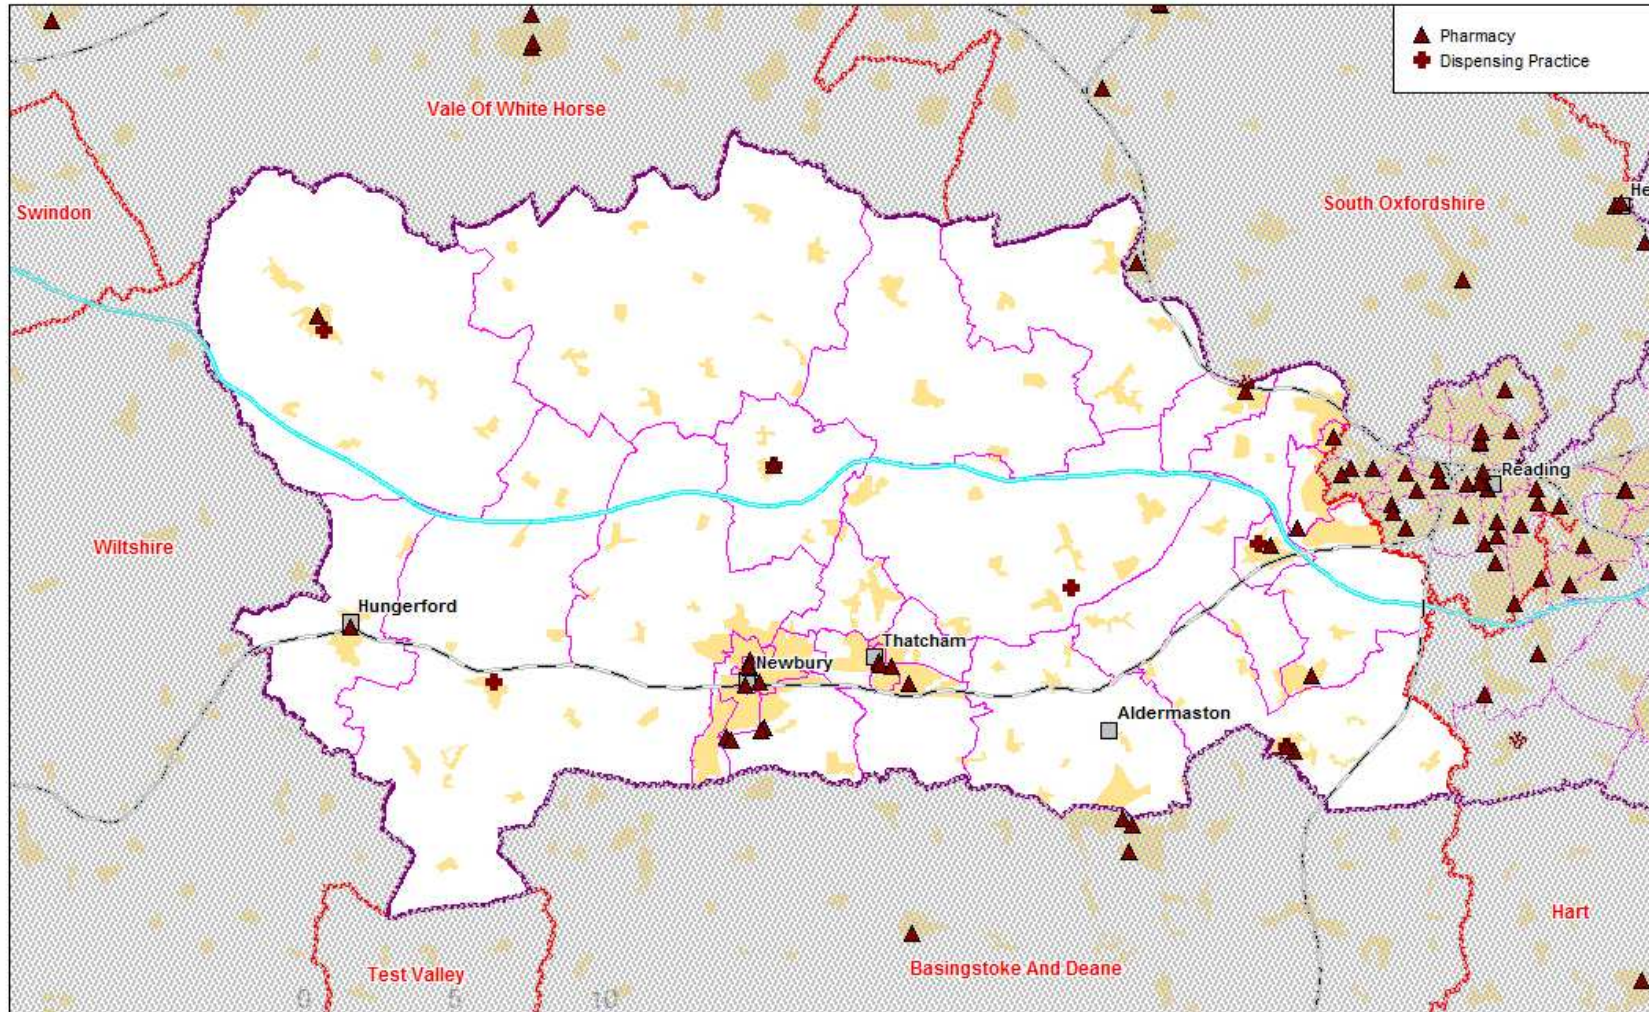 Pharmacy
Dispensing Practice
Vale Of White Horse
Swindon
South Oxfordshire
He
Reading
Wiltshire
Hungerford
Thatcham
Newbury
Aldermaston
Hart
Test Valley
Basingstoke And Deane
0 5 10